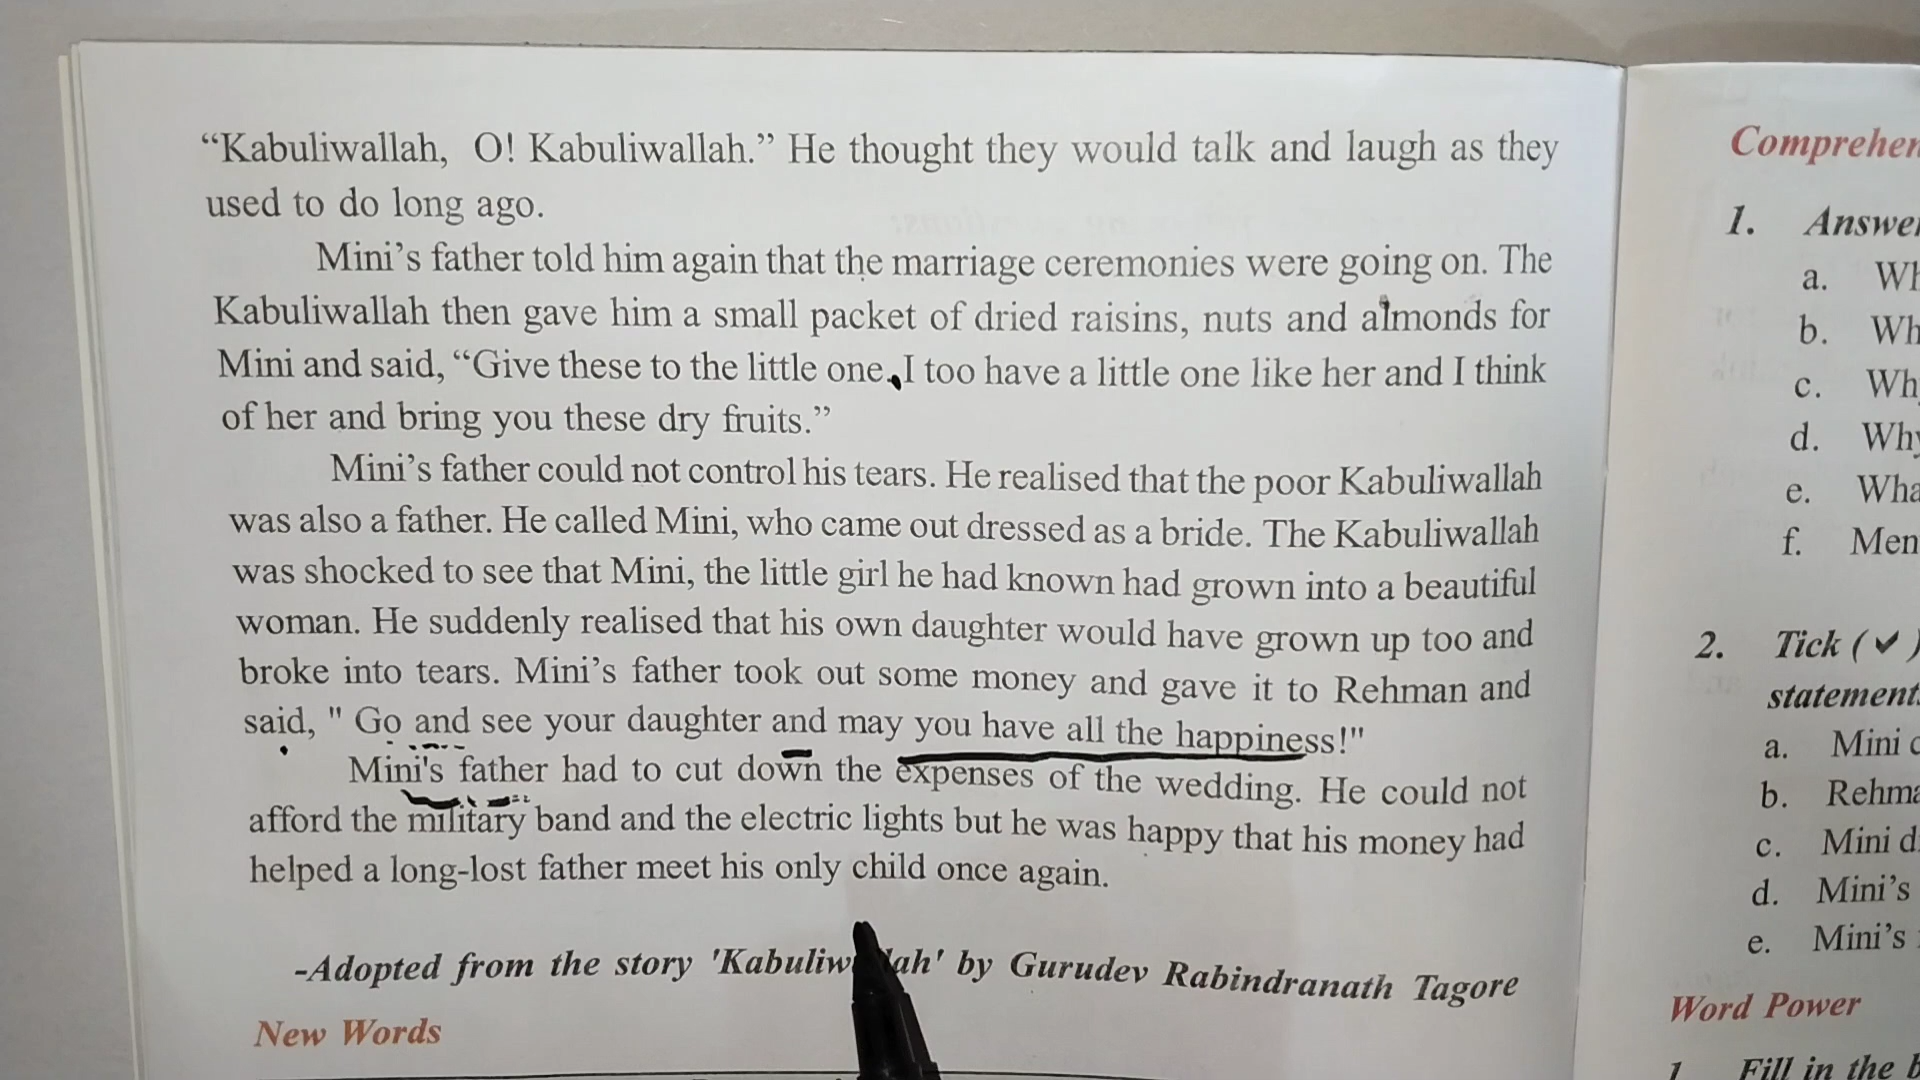 “Kabuliwallah, O! Kabuliwallah.” He thought they would talk and laugh as they
used to do long ago.
Mini’s father told him again that the marriage ceremonies were going on. The
Kabuliwallah then gave him a small packet of dried raisins, nuts and almonds for
Mini and said, “Give these to the little one. I too have a little one like her and I think
of her and bring you these dry fruits.”
Mini’s father could not control his tears. He realised that the poor Kabuliwallah
was also a father. He called Mini, who came out dressed as a bride. The Kabuliwallah
was shocked to see that Mini, the little girl he had known had grown into a beautiful
woman. He suddenly realised that his own daughter would have grown up too and
broke into tears. Mini’s father took out some money and gave it to Rehman and
said, " Go and see your daughter and may you have all the happiness!"
Mini's father had to cut down the expenses of the wedding. He could not
afford the military band and the electric lights but he was happy that his money had
helped a long-lost father meet his only child once again.
-Adopted from the story 'Kabuliwallah' by Gurudev Rabindranath Tagore
New Words
1.
a.
b.
c.
d. Why
e.
f.
2. Tick (✓)
a. Mini
b.
c. Mini
d. Mini’s
e. Mini’s
Word Power
1 Fill in the